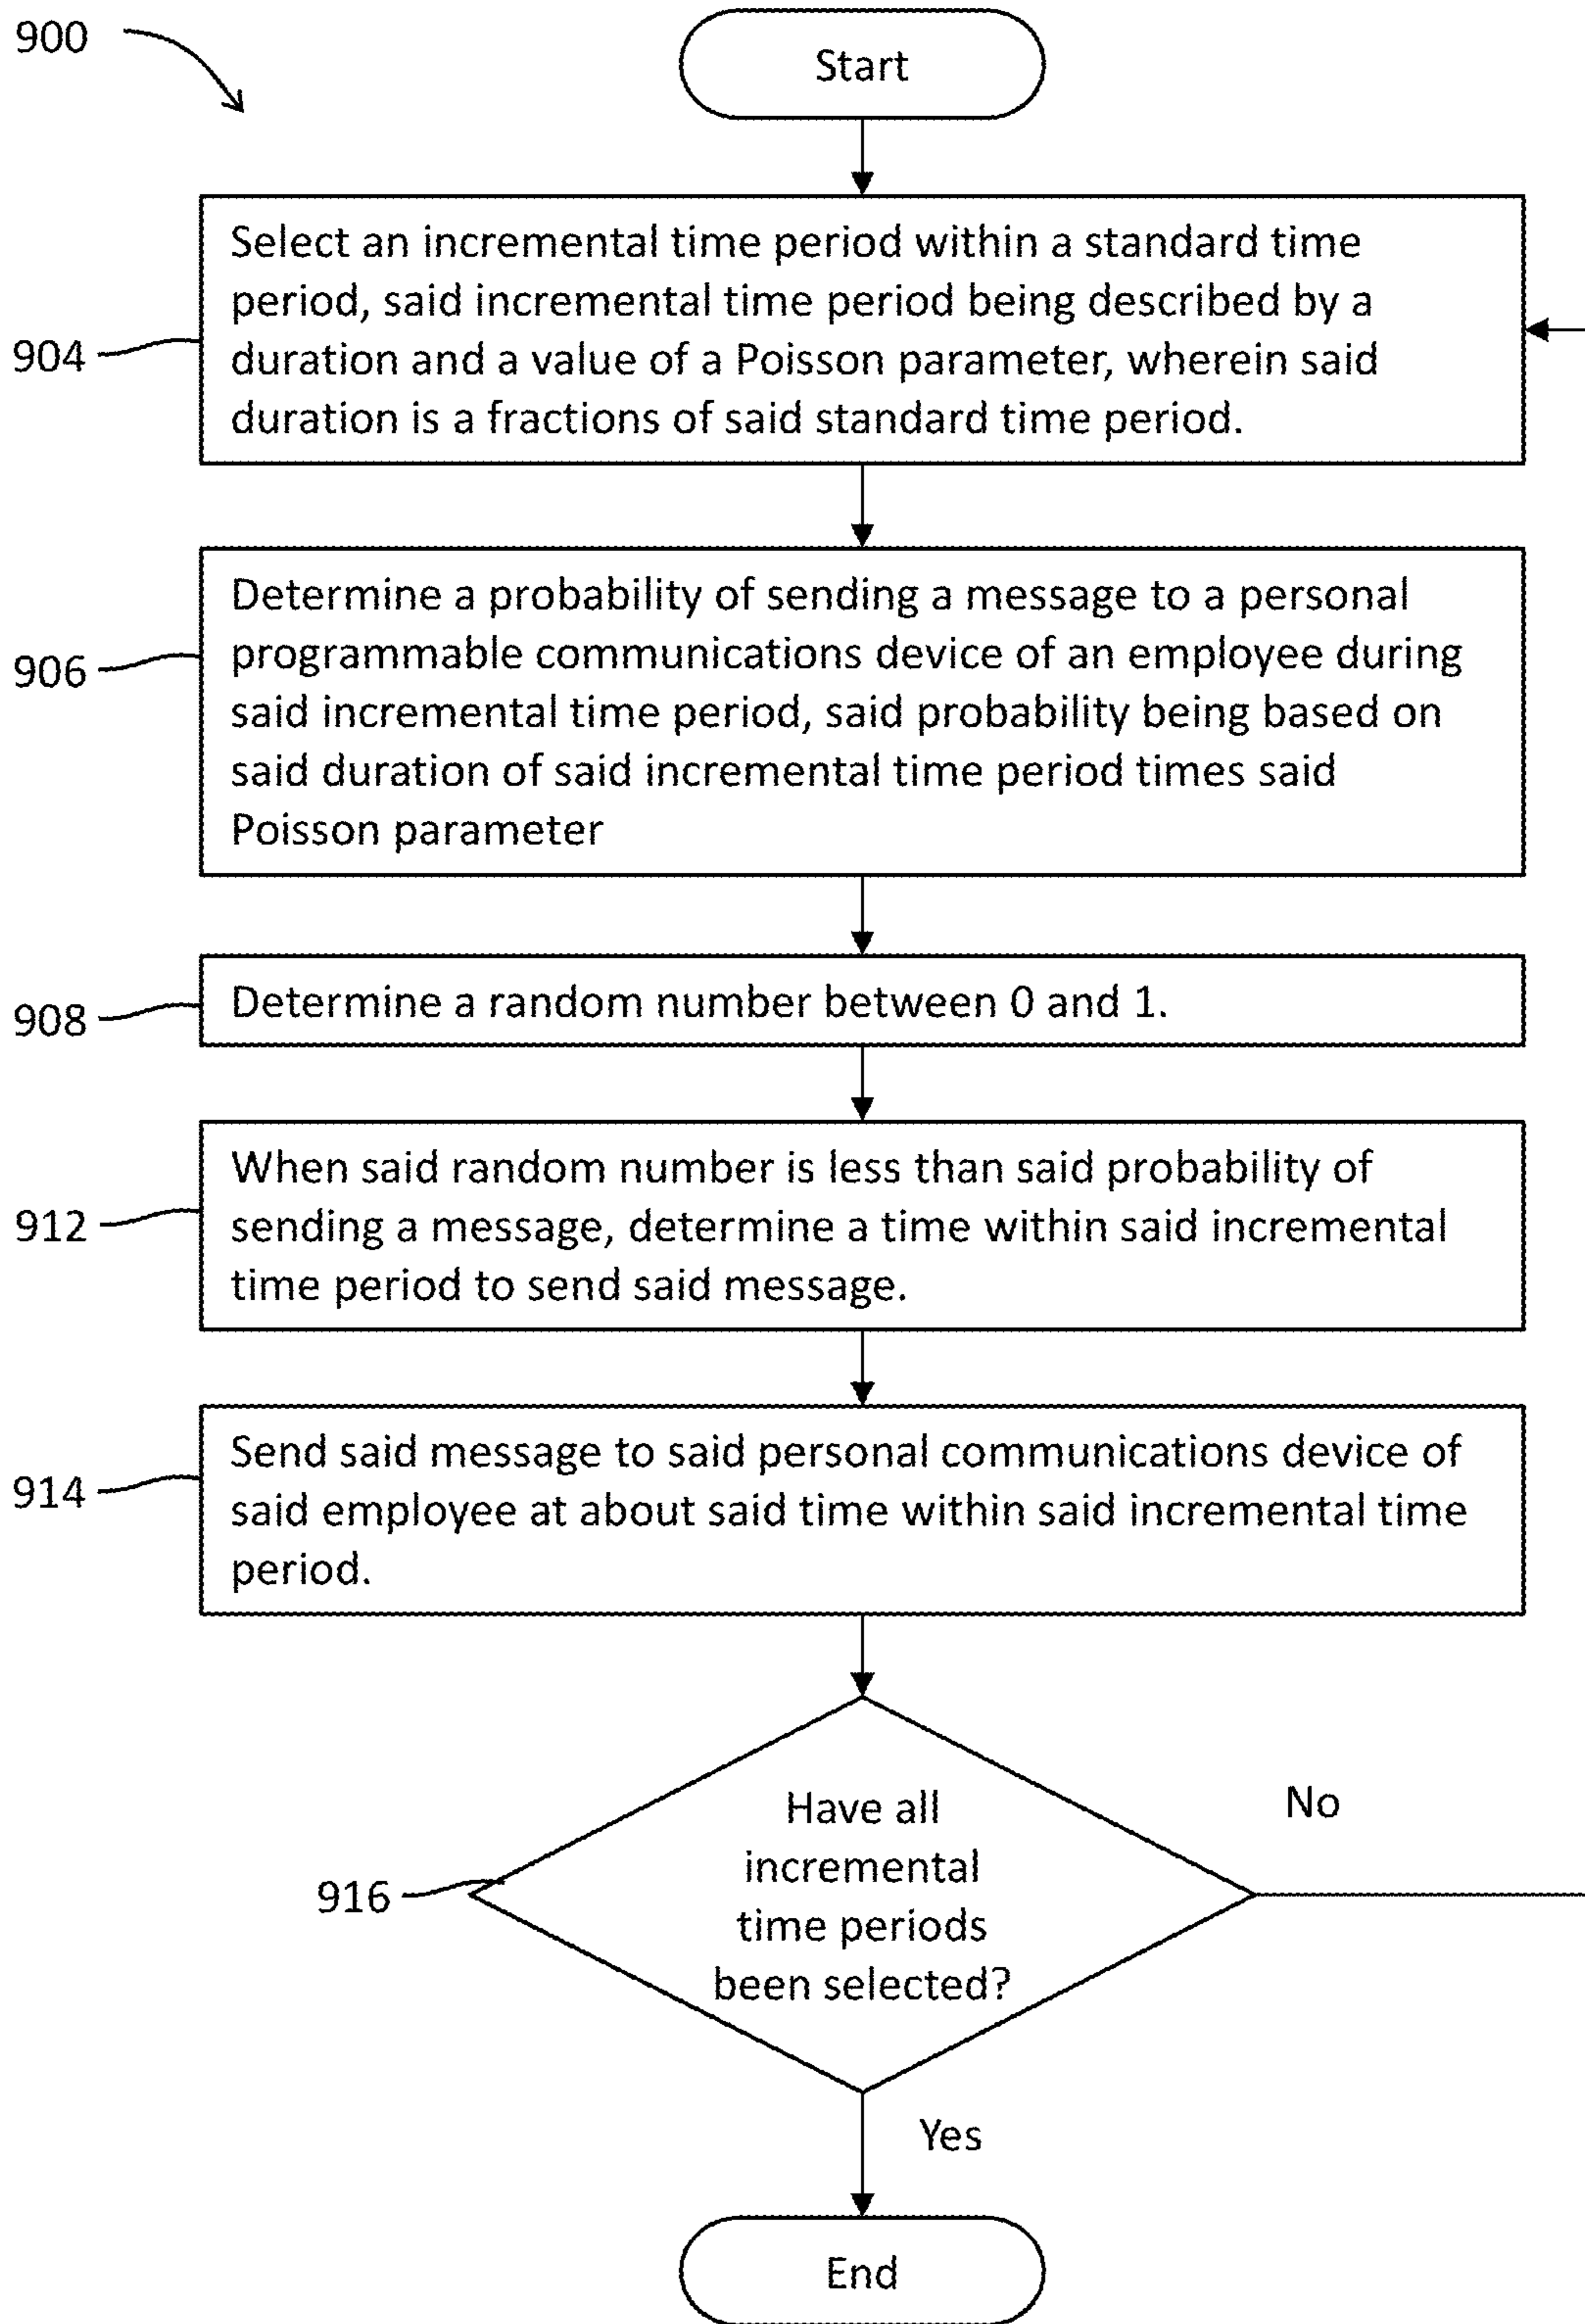 900
Start
Select an incremental time period within a standard time
period, said incremental time period being described by a
duration and a value of a Poisson parameter, wherein said
duration is a fractions of said standard time period.
904
Determine a probability of sending a message to a personal
programmable communications device of an employee during
said incremental time period, said probability being based on
said duration of said incremental time period times said
Poisson parameter
906
Determine a random number between 0 and 1.
908
When said random number is less than said probability of
sending a message, determine a time within said incremental
time period to send said message.
912
Send said message to said personal communications device of
said employee at about said time within said incremental time
period.
914
Have all
incremental
time periods
been selected?
916
No
Yes
End